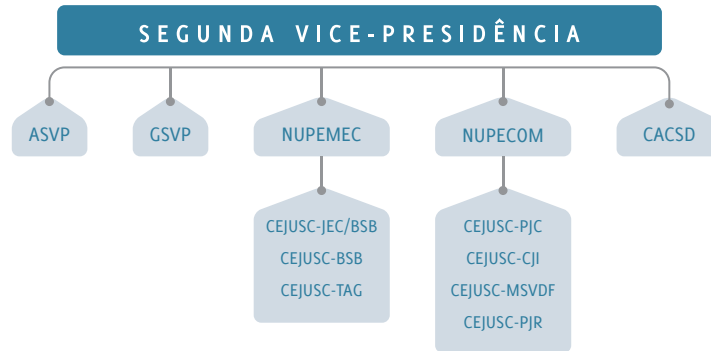 SEGUNDA VICE-PRESIDÊNCIA
ASVP
GSVP
NUPEMEC
NUPECOM
CACSD
CEJUSC-JEC/BSB
CEJUSC-BSB
CEJUSC-TAG
CEJUSC-PJC
CEJUSC-CJI
CEJUSC-MSVDF
CEJUSC-PJR